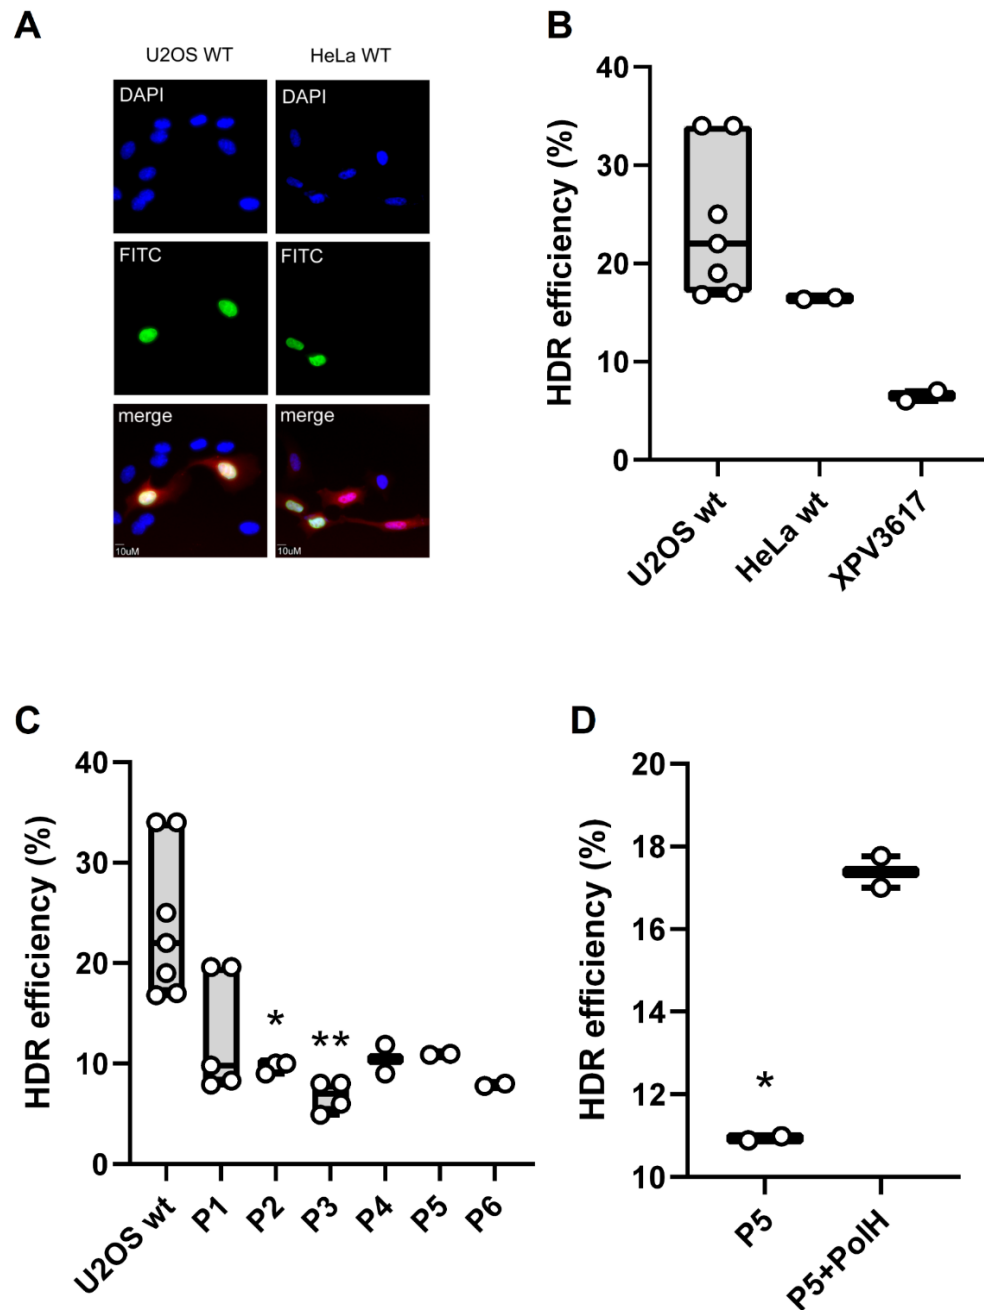 A
U2OS WT
HeLa WT
DAPI
DAPI
FITC
FITC
merge
merge
10uM
10uM
B
HDR efficiency (%)
40
30
20
10
0
U2OS wt
HeLa wt
XPV3617
C
HDR efficiency (%)
40
30
20
10
0
*
**
U2OS wt
P1
P2
P3
P4
P5
P6
D
HDR efficiency (%)
20
18
16
14
12
10
*
P5
P5+PolH